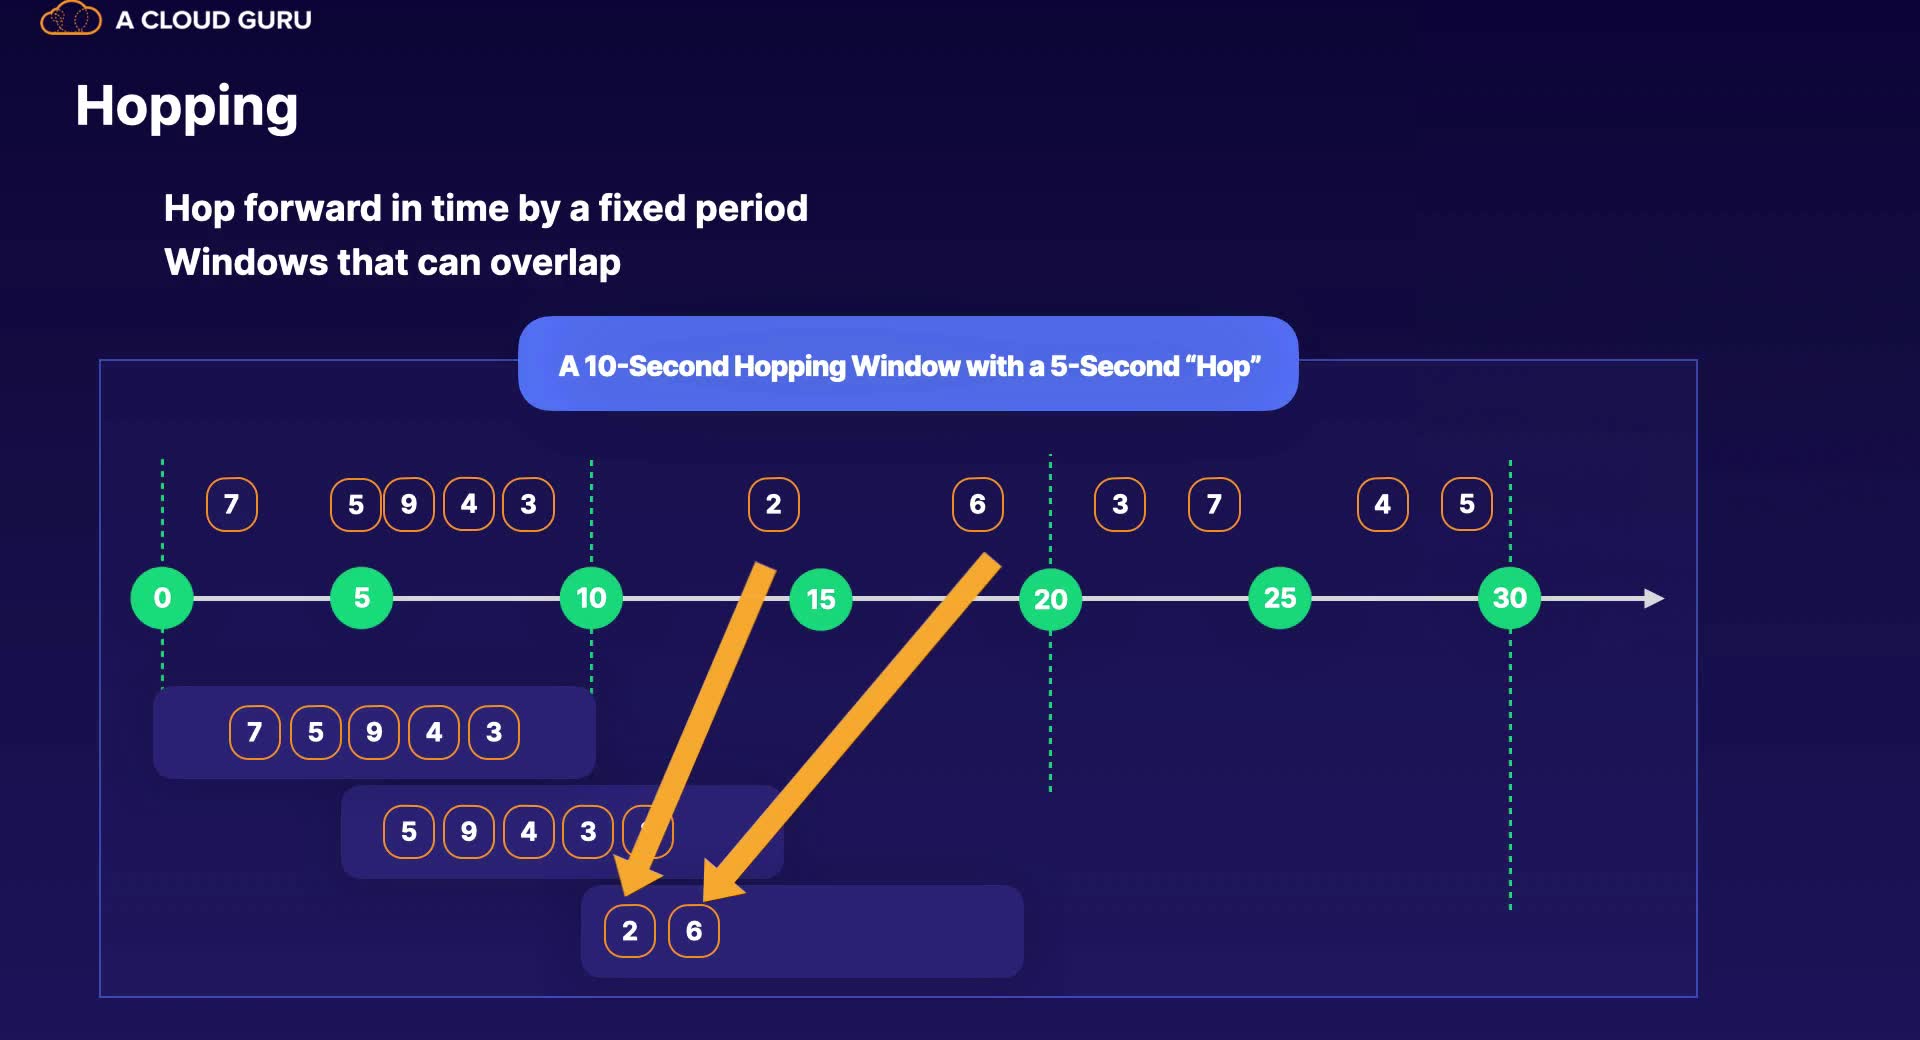 A CLOUD GURU
Hopping
Hop forward in time by a fixed period
Windows that can overlap
A 10-Second Hopping Window with a 5-Second “Hop”
7 5 9 4 3 2 6 3 7 4 5
0 5 10 15 20 25 30
7 5 9 4 3
5 9 4 3
2 6